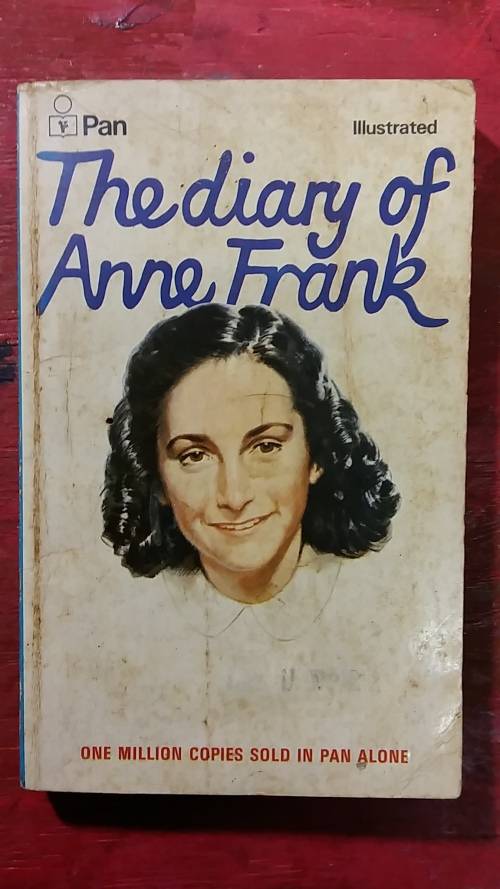 Pan Illustrated
The diary of
Anne Frank
ONE MILLION COPIES SOLD IN PAN ALONE